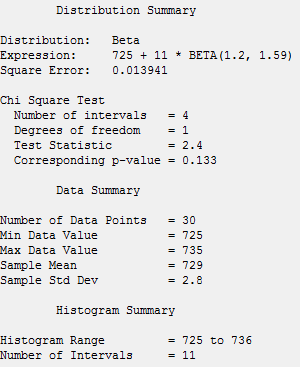 Distribution Summary
Distribution: Beta
Expression: 725 + 11 * BETA(1.2, 1.59)
Square Error: 0.013941
Chi Square Test
Number of intervals = 4
Degrees of freedom = 1
Test Statistic = 2.4
Corresponding p-value = 0.133
Data Summary
Number of Data Points = 30
Min Data Value = 725
Max Data Value = 735
Sample Mean = 729
Sample Std Dev = 2.8
Histogram Summary
Histogram Range = 725 to 736
Number of Intervals = 11